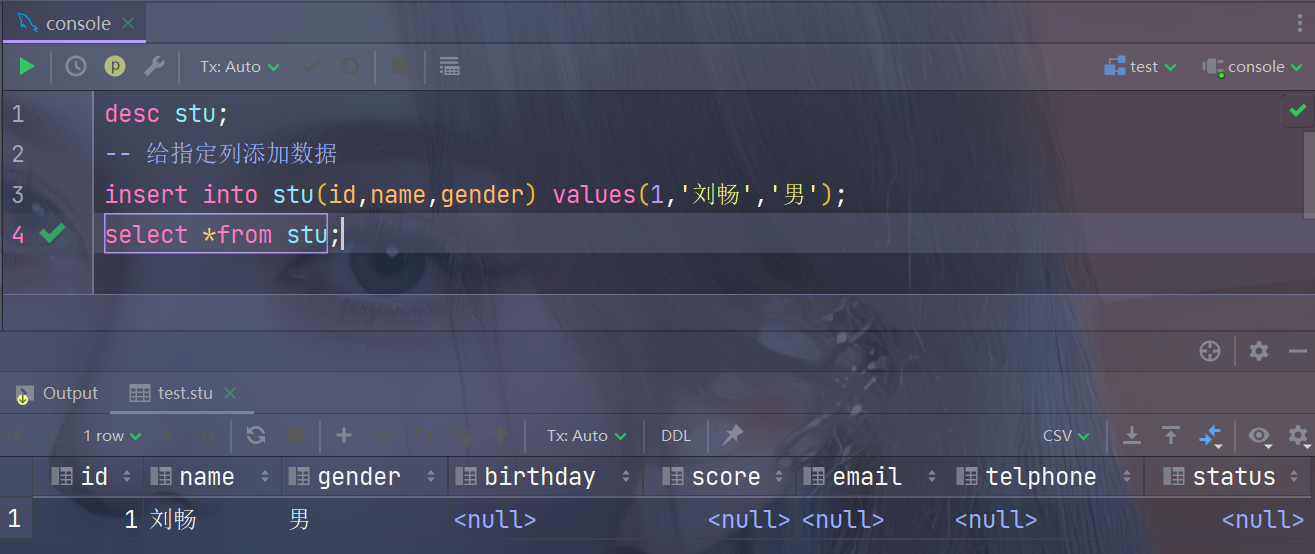 console
Tx: Auto
test
console
1 desc stu;
2 -- 给指定列添加数据
3 insert into stu(id,name,gender) values(1,'刘畅','男');
4 select *from stu;
Output
test.stu
1 row
Tx: Auto
DDL
CSV
id name gender birthday score email telphone status
1 1 刘畅 男 <null> <null> <null> <null> <null>